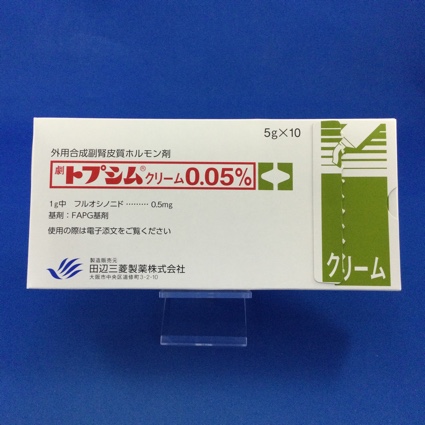 5g×10
外用合成副腎皮質ホルモン剤
劇 トプシム®クリーム0.05%
1g中 フルオシノニド ……… 0.5mg
基剤：FAPG基剤
使用の際は電子添文をご覧ください
製造販売元
田辺三菱製薬株式会社
大阪市中央区道修町3-2-10
クリーム